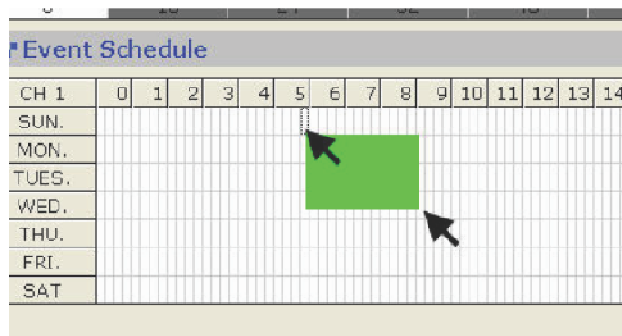 Event Schedule
CH 1 0 1 2 3 4 5 6 7 8 9 10 11 12 13 14
SUN.
MON.
TUES.
WED.
THU.
FRI.
SAT